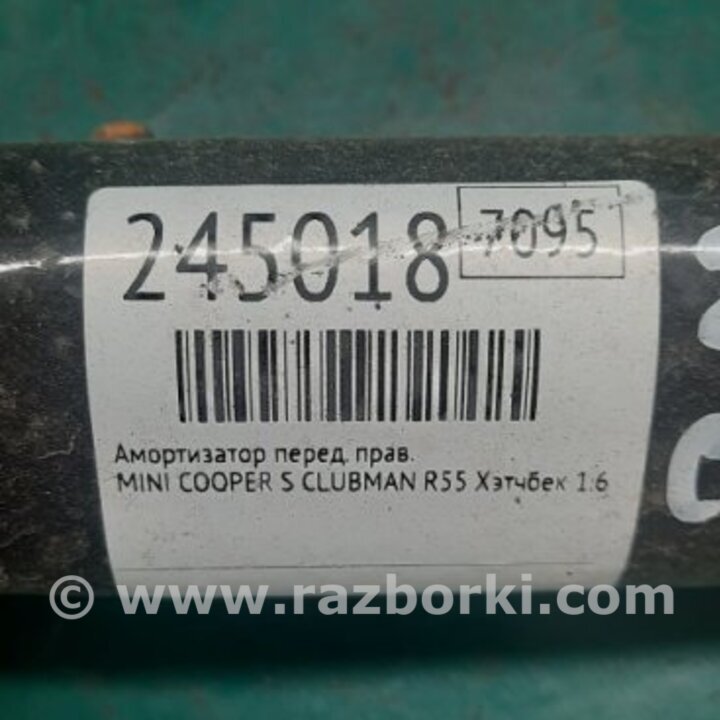 245018 7095
Амортизатор перед. прав.
MINI COOPER S CLUBMAN R55 Хэтчбек 1.6
© www.razborki.com